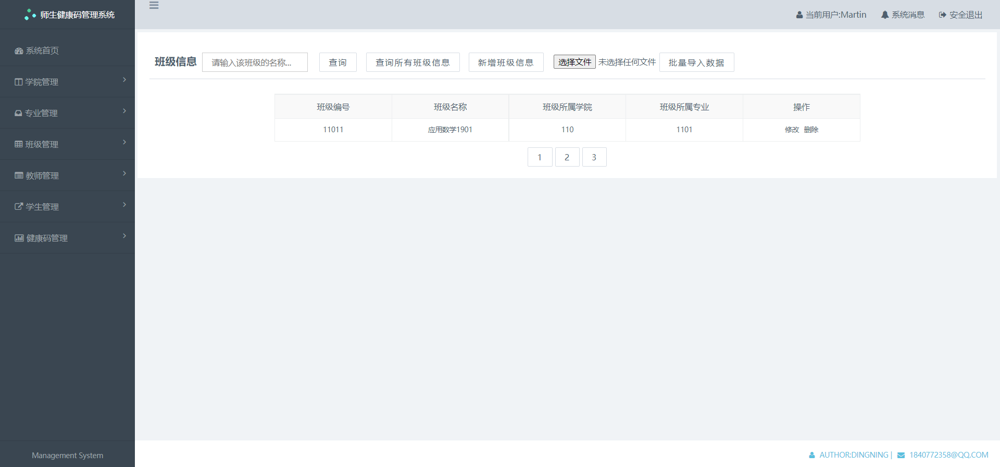 师生健康码管理系统
当前用户:Martin 系统消息 安全退出
系统首页
学院管理
专业管理
班级管理
教师管理
学生管理
健康码管理
Management System
班级信息 请输入该班级的名称... 查询 查询所有班级信息 新增班级信息 选择文件 未选择任何文件 批量导入数据
班级编号 班级名称 班级所属学院 班级所属专业 操作
11011 应用数学1901 110 1101 修改 删除
1 2 3
AUTHOR:DINGNING | 1840772358@QQ.COM